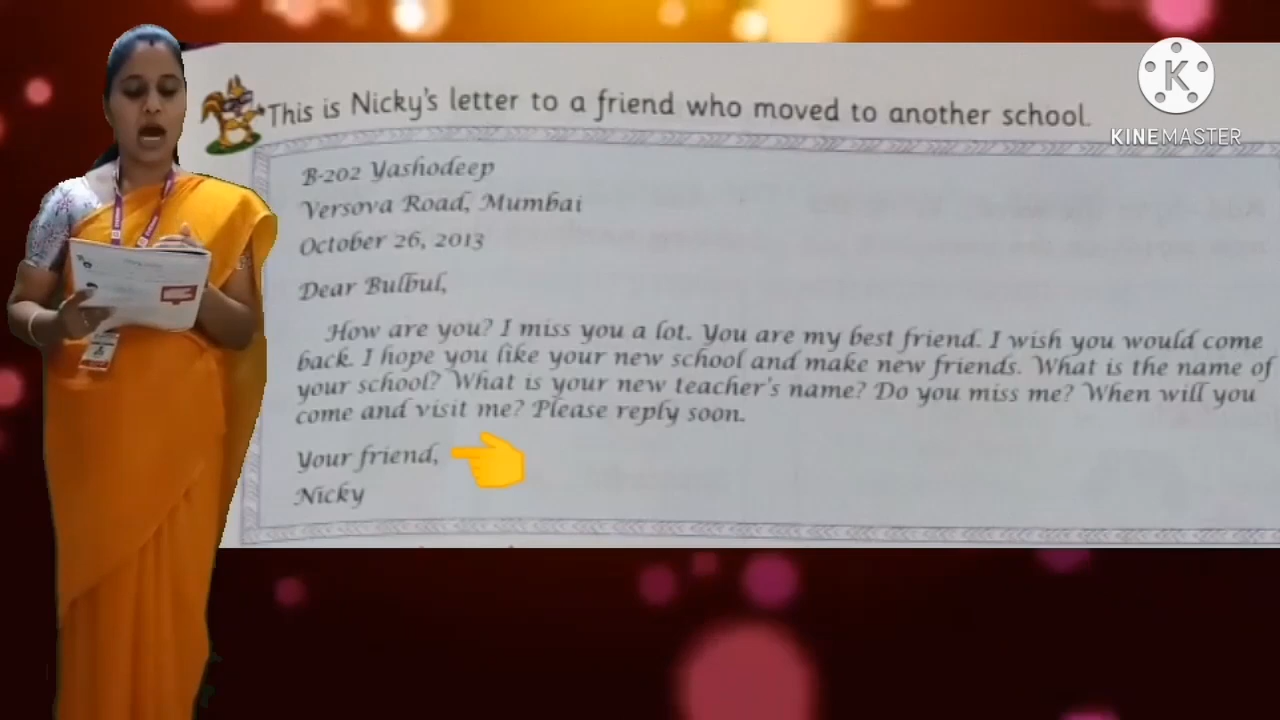 This is Nicky's letter to a friend who moved to another school.
K
KINEMASTER
B-202 Yashodeep
Versova Road, Mumbai
October 26, 2013
Dear Bulbul,
How are you? I miss you a lot. You are my best friend. I wish you would come
back. I hope you like your new school and make new friends. What is the name of
your school? What is your new teacher's name? Do you miss me? When will you
come and visit me? Please reply soon.
Your friend,
Nicky